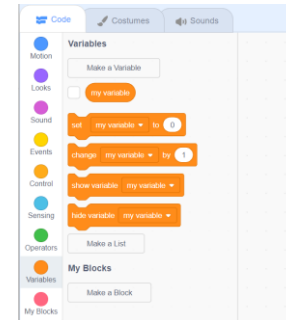 Code
Costumes
Sounds
Motion
Looks
Sound
Events
Control
Sensing
Operators
Variables
My Blocks
Variables
Make a Variable
my variable
set my variable to 0
change my variable by 1
show variable my variable
hide variable my variable
Make a List
My Blocks
Make a Block